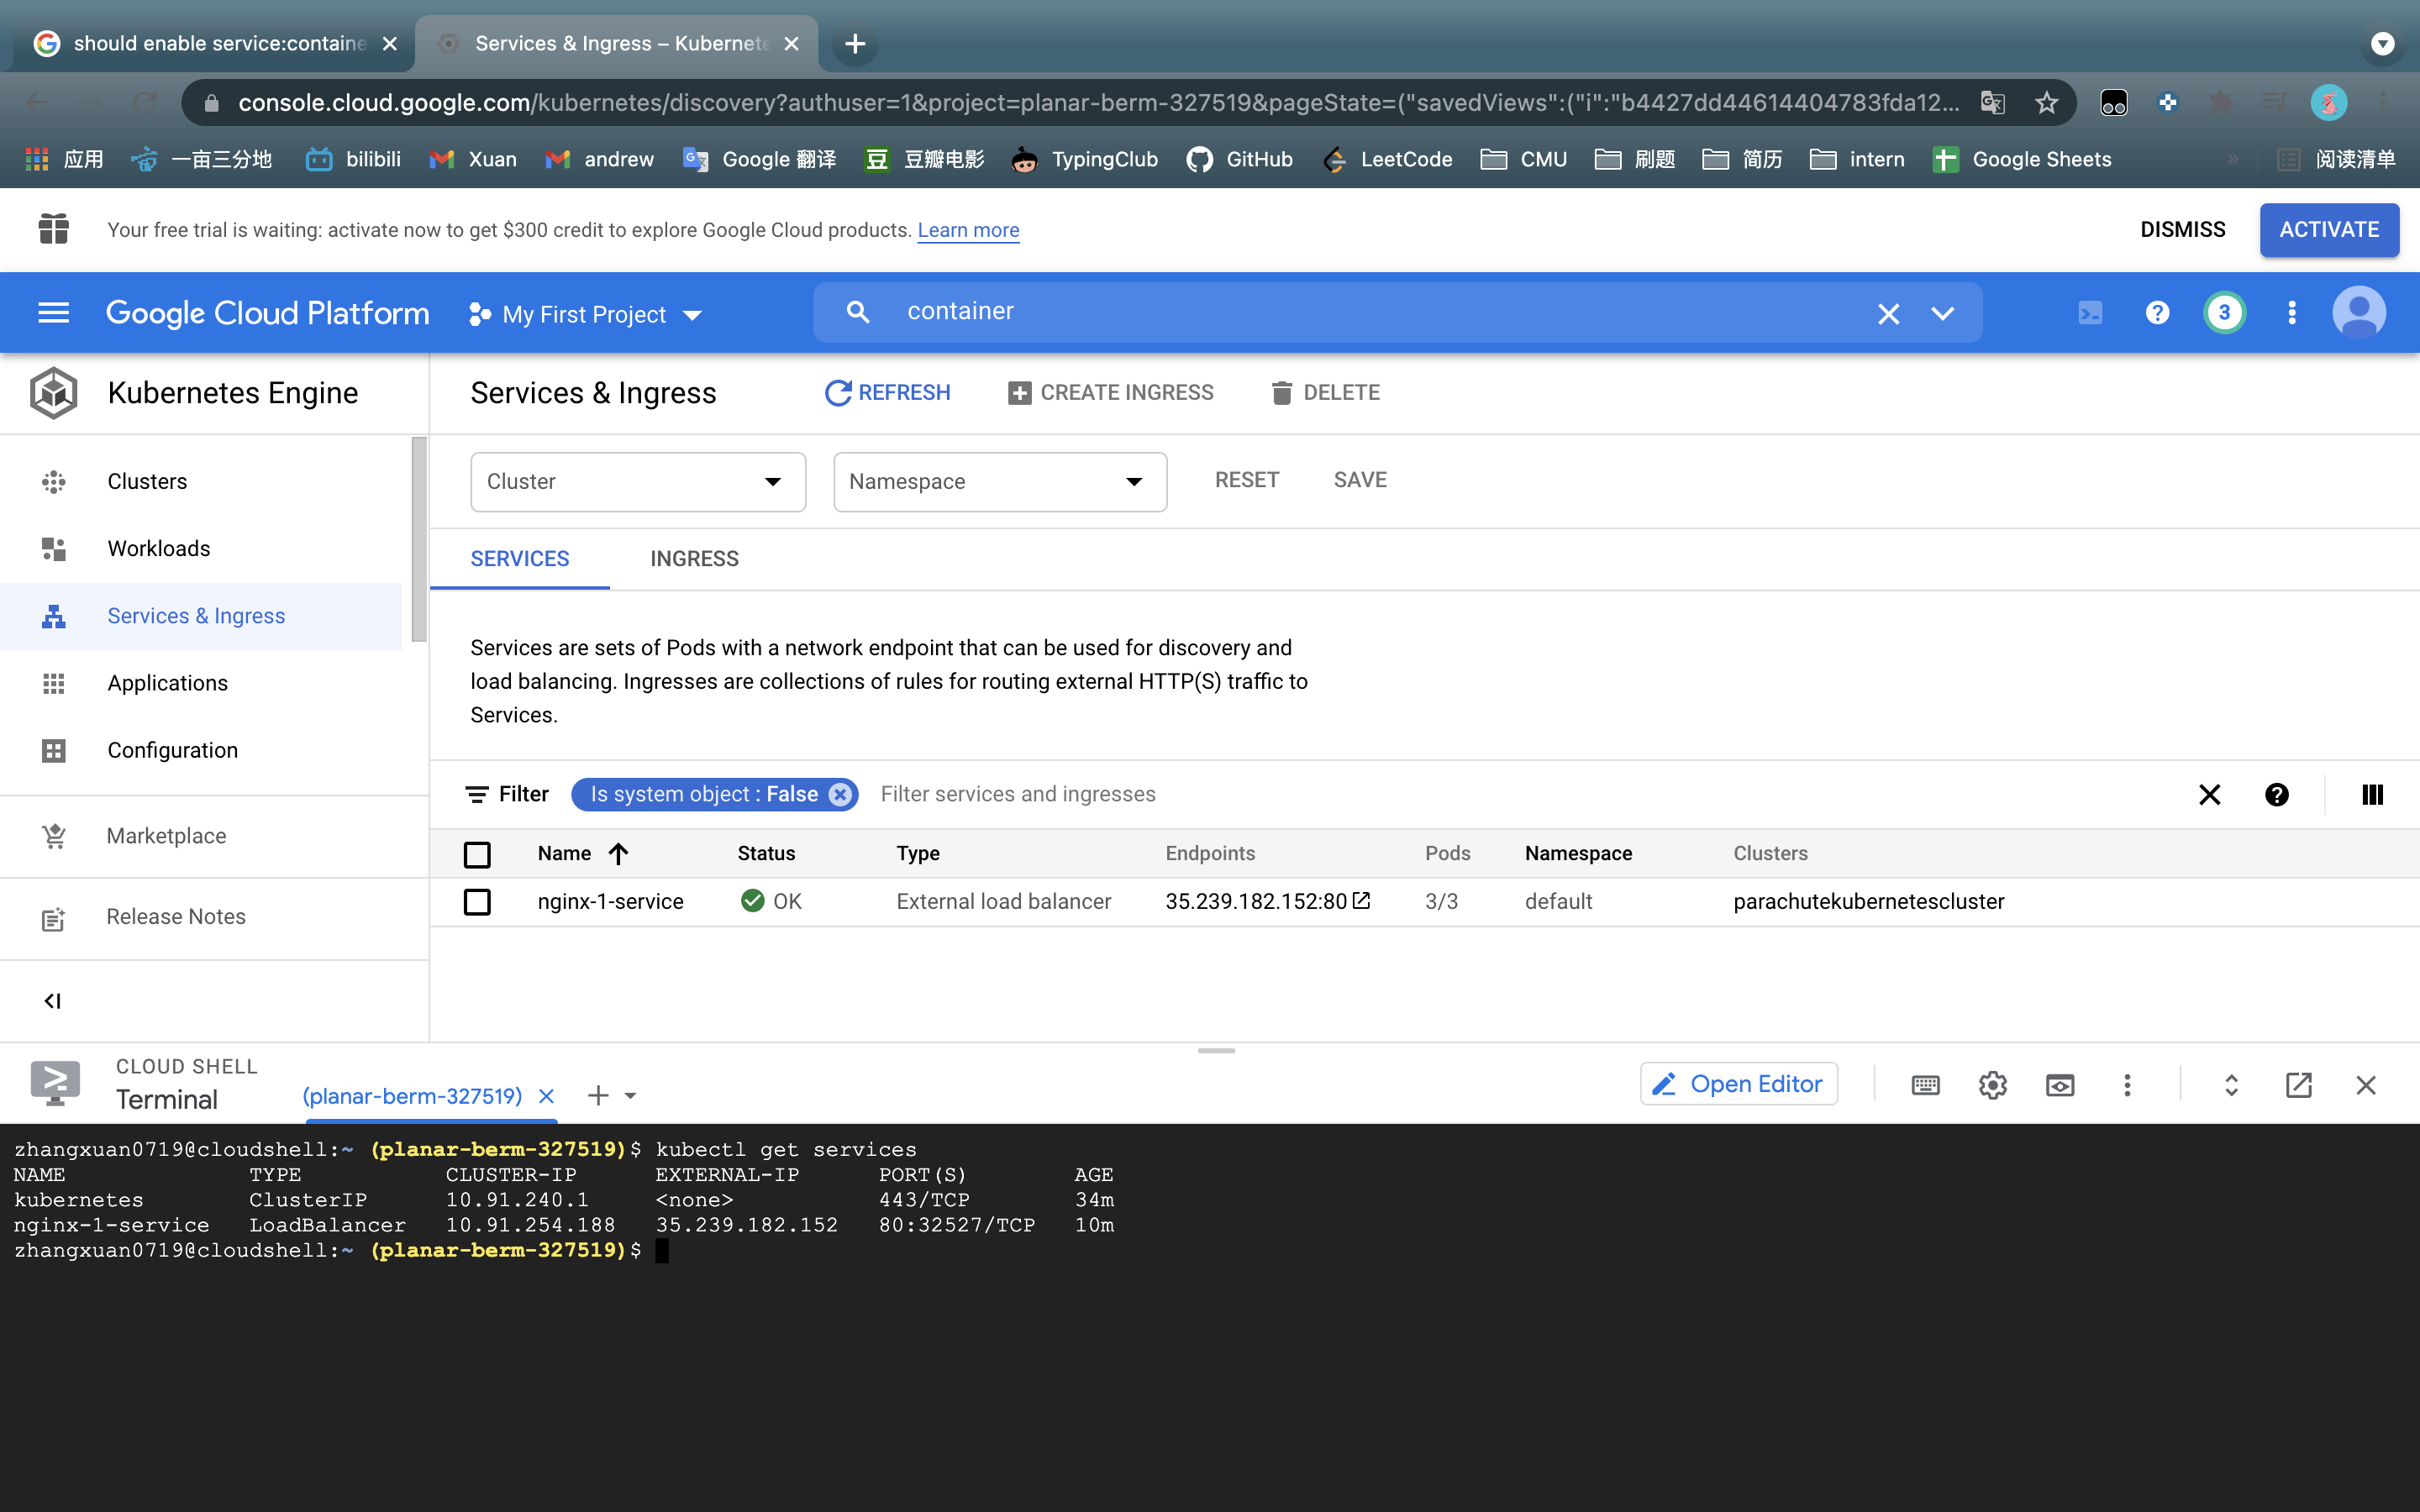 should enable service:containe
Services & Ingress – Kubernete
console.cloud.google.com/kubernetes/discovery?authuser=1&project=planar-berm-327519&pageState=("savedViews":("i":"b4427dd44614404783fda12...
应用 一亩三分地 bilibili Xuan andrew Google 翻译 豆瓣电影 TypingClub GitHub LeetCode CMU 刷题 简历 intern Google Sheets » 阅读清单
Your free trial is waiting: activate now to get $300 credit to explore Google Cloud products. Learn more DISMISS ACTIVATE
Google Cloud Platform My First Project container 3
Kubernetes Engine
Services & Ingress REFRESH CREATE INGRESS DELETE
Clusters
Workloads
Services & Ingress
Applications
Configuration
Marketplace
Release Notes
Cluster Namespace RESET SAVE
SERVICES INGRESS
Services are sets of Pods with a network endpoint that can be used for discovery and
load balancing. Ingresses are collections of rules for routing external HTTP(S) traffic to
Services.
Filter Is system object : False Filter services and ingresses
Name Status Type Endpoints Pods Namespace Clusters
nginx-1-service OK External load balancer 35.239.182.152:80 3/3 default parachutekubernetescluster
CLOUD SHELL
Terminal (planar-berm-327519) Open Editor
zhangxuan0719@cloudshell:~ (planar-berm-327519)$ kubectl get services
NAME TYPE CLUSTER-IP EXTERNAL-IP PORT(S) AGE
kubernetes ClusterIP 10.91.240.1 <none> 443/TCP 34m
nginx-1-service LoadBalancer 10.91.254.188 35.239.182.152 80:32527/TCP 10m
zhangxuan0719@cloudshell:~ (planar-berm-327519)$